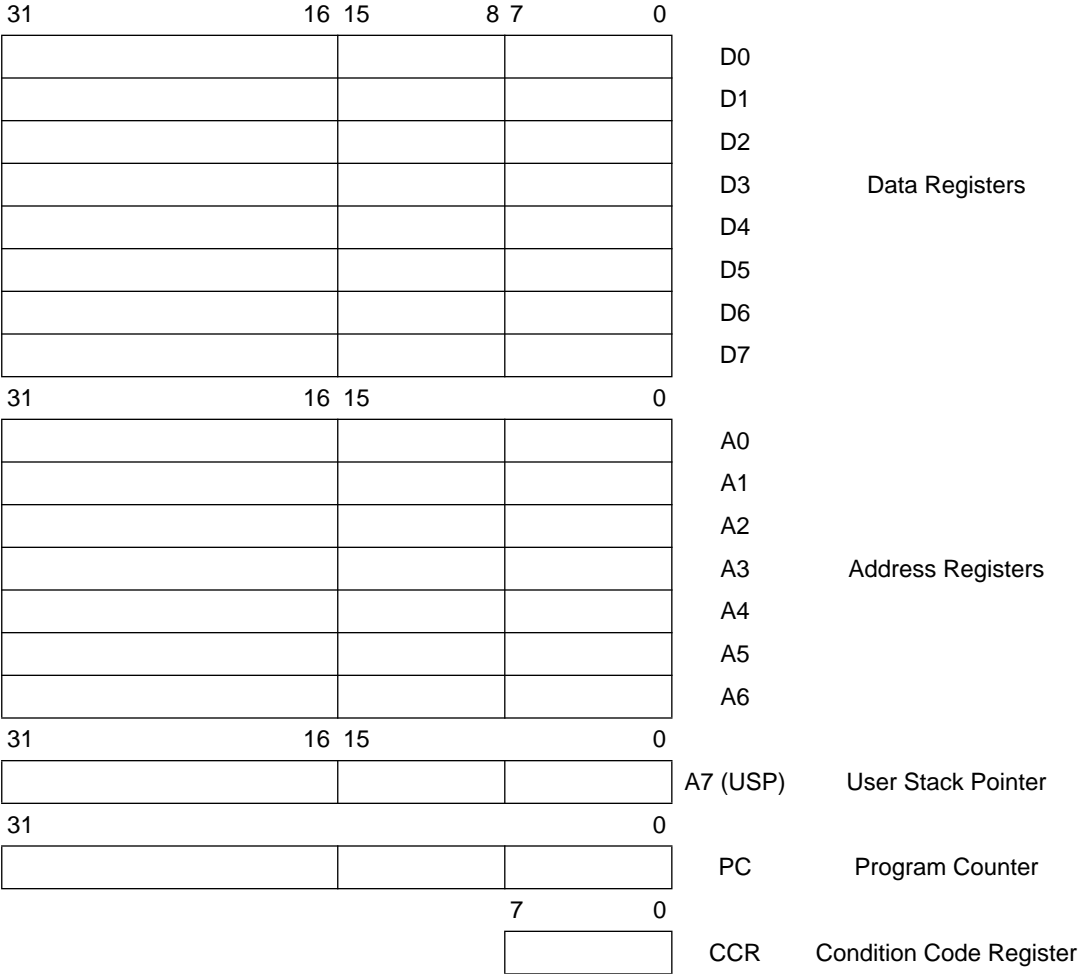 31 16 15 8 7 0
D0
D1
D2
D3 Data Registers
D4
D5
D6
D7
31 16 15 0
A0
A1
A2
A3 Address Registers
A4
A5
A6
31 16 15 0
A7 (USP) User Stack Pointer
31 0
PC Program Counter
7 0
CCR Condition Code Register